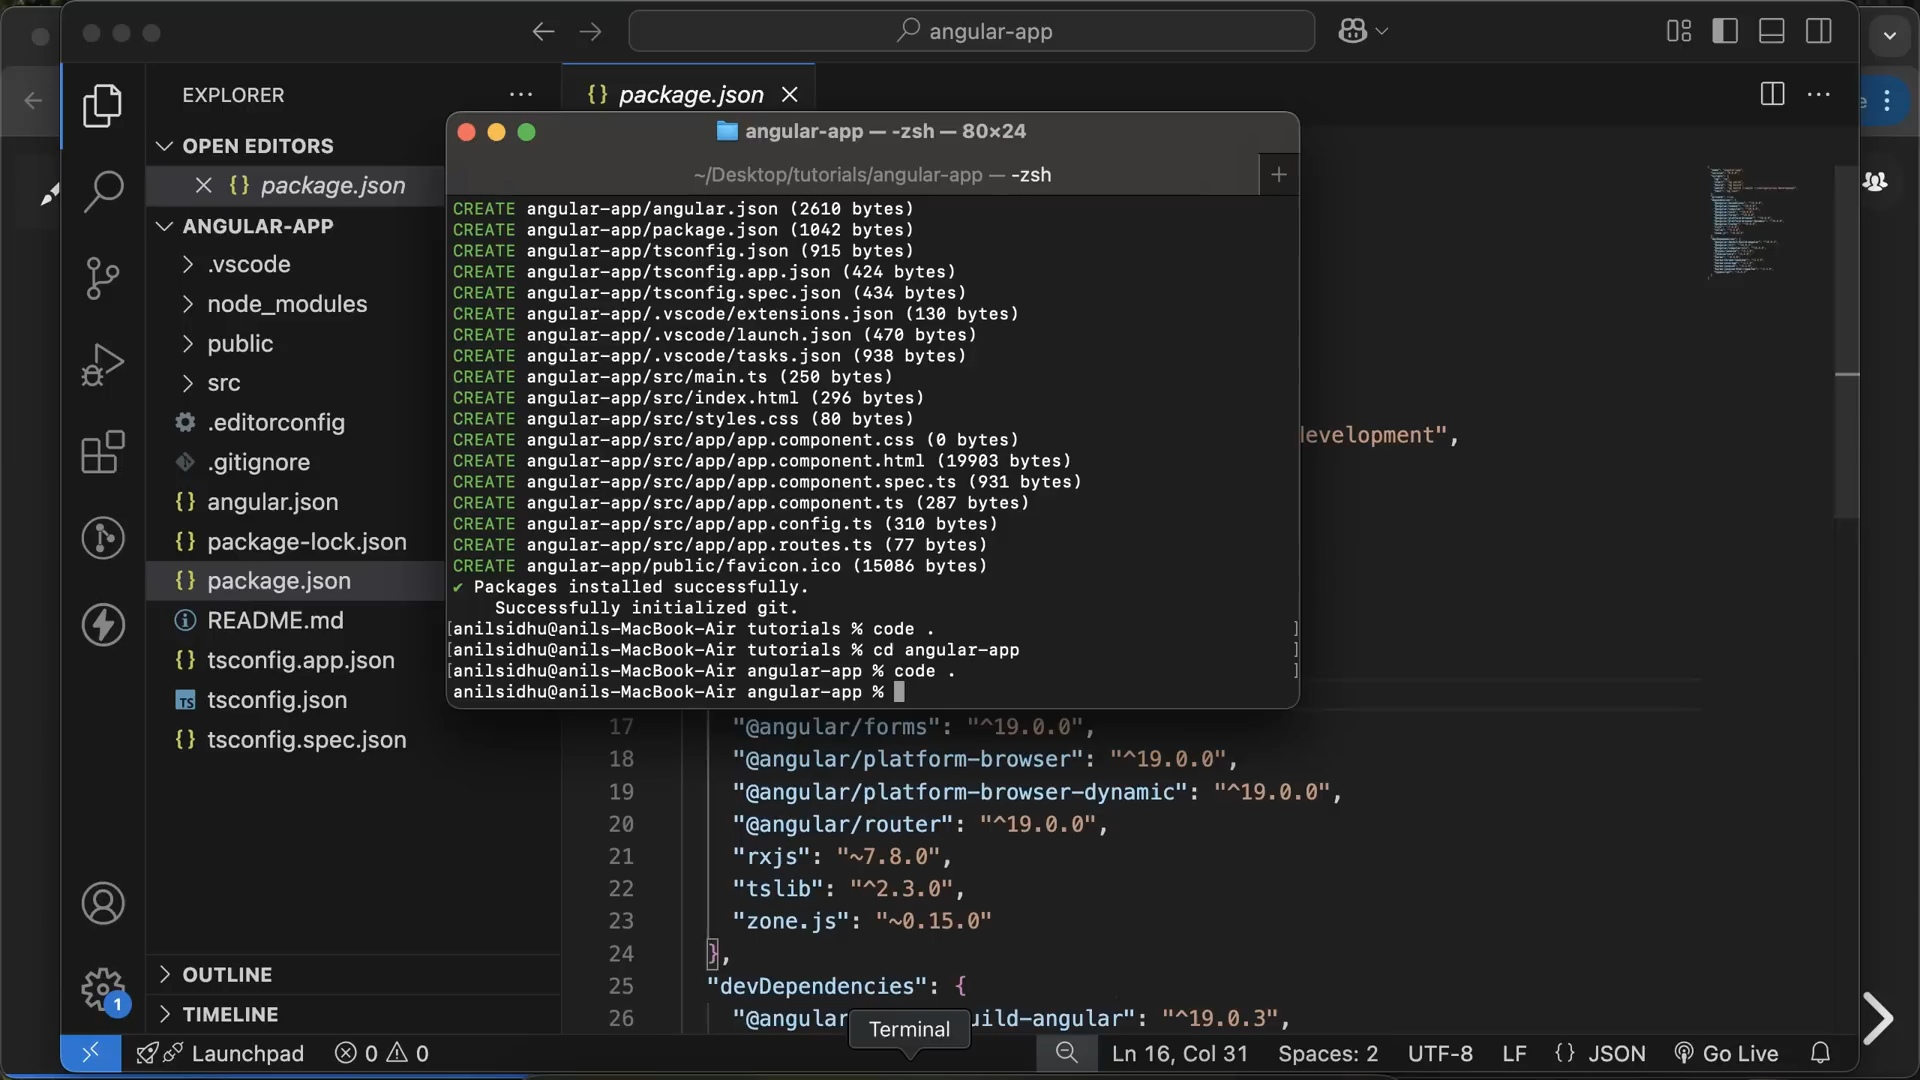 angular-app
EXPLORER
OPEN EDITORS
package.json
ANGULAR-APP
.vscode
node_modules
public
src
.editorconfig
.gitignore
angular.json
package-lock.json
package.json
README.md
tsconfig.app.json
tsconfig.json
tsconfig.spec.json
OUTLINE
TIMELINE
1
package.json
angular-app — -zsh — 80×24
~/Desktop/tutorials/angular-app — -zsh
CREATE angular-app/angular.json (2610 bytes)
CREATE angular-app/package.json (1042 bytes)
CREATE angular-app/tsconfig.json (915 bytes)
CREATE angular-app/tsconfig.app.json (424 bytes)
CREATE angular-app/tsconfig.spec.json (434 bytes)
CREATE angular-app/.vscode/extensions.json (130 bytes)
CREATE angular-app/.vscode/launch.json (470 bytes)
CREATE angular-app/.vscode/tasks.json (938 bytes)
CREATE angular-app/src/main.ts (250 bytes)
CREATE angular-app/src/index.html (296 bytes)
CREATE angular-app/src/styles.css (80 bytes)
CREATE angular-app/src/app/app.component.css (0 bytes)
CREATE angular-app/src/app/app.component.html (19903 bytes)
CREATE angular-app/src/app/app.component.spec.ts (931 bytes)
CREATE angular-app/src/app/app.component.ts (287 bytes)
CREATE angular-app/src/app/app.config.ts (310 bytes)
CREATE angular-app/src/app/app.routes.ts (77 bytes)
CREATE angular-app/public/favicon.ico (15086 bytes)
✔ Packages installed successfully.
Successfully initialized git.
[anilsidhu@anils-MacBook-Air tutorials % code . ]
[anilsidhu@anils-MacBook-Air tutorials % cd angular-app ]
[anilsidhu@anils-MacBook-Air angular-app % code . ]
anilsidhu@anils-MacBook-Air angular-app %
development",
17 "@angular/forms": "^19.0.0",
18 "@angular/platform-browser": "^19.0.0",
19 "@angular/platform-browser-dynamic": "^19.0.0",
20 "@angular/router": "^19.0.0",
21 "rxjs": "~7.8.0",
22 "tslib": "^2.3.0",
23 "zone.js": "~0.15.0"
24 },
25 "devDependencies": {
26 "@angular uild-angular": "^19.0.3",
Terminal
Launchpad 0 0 Ln 16, Col 31 Spaces: 2 UTF-8 LF {} JSON Go Live